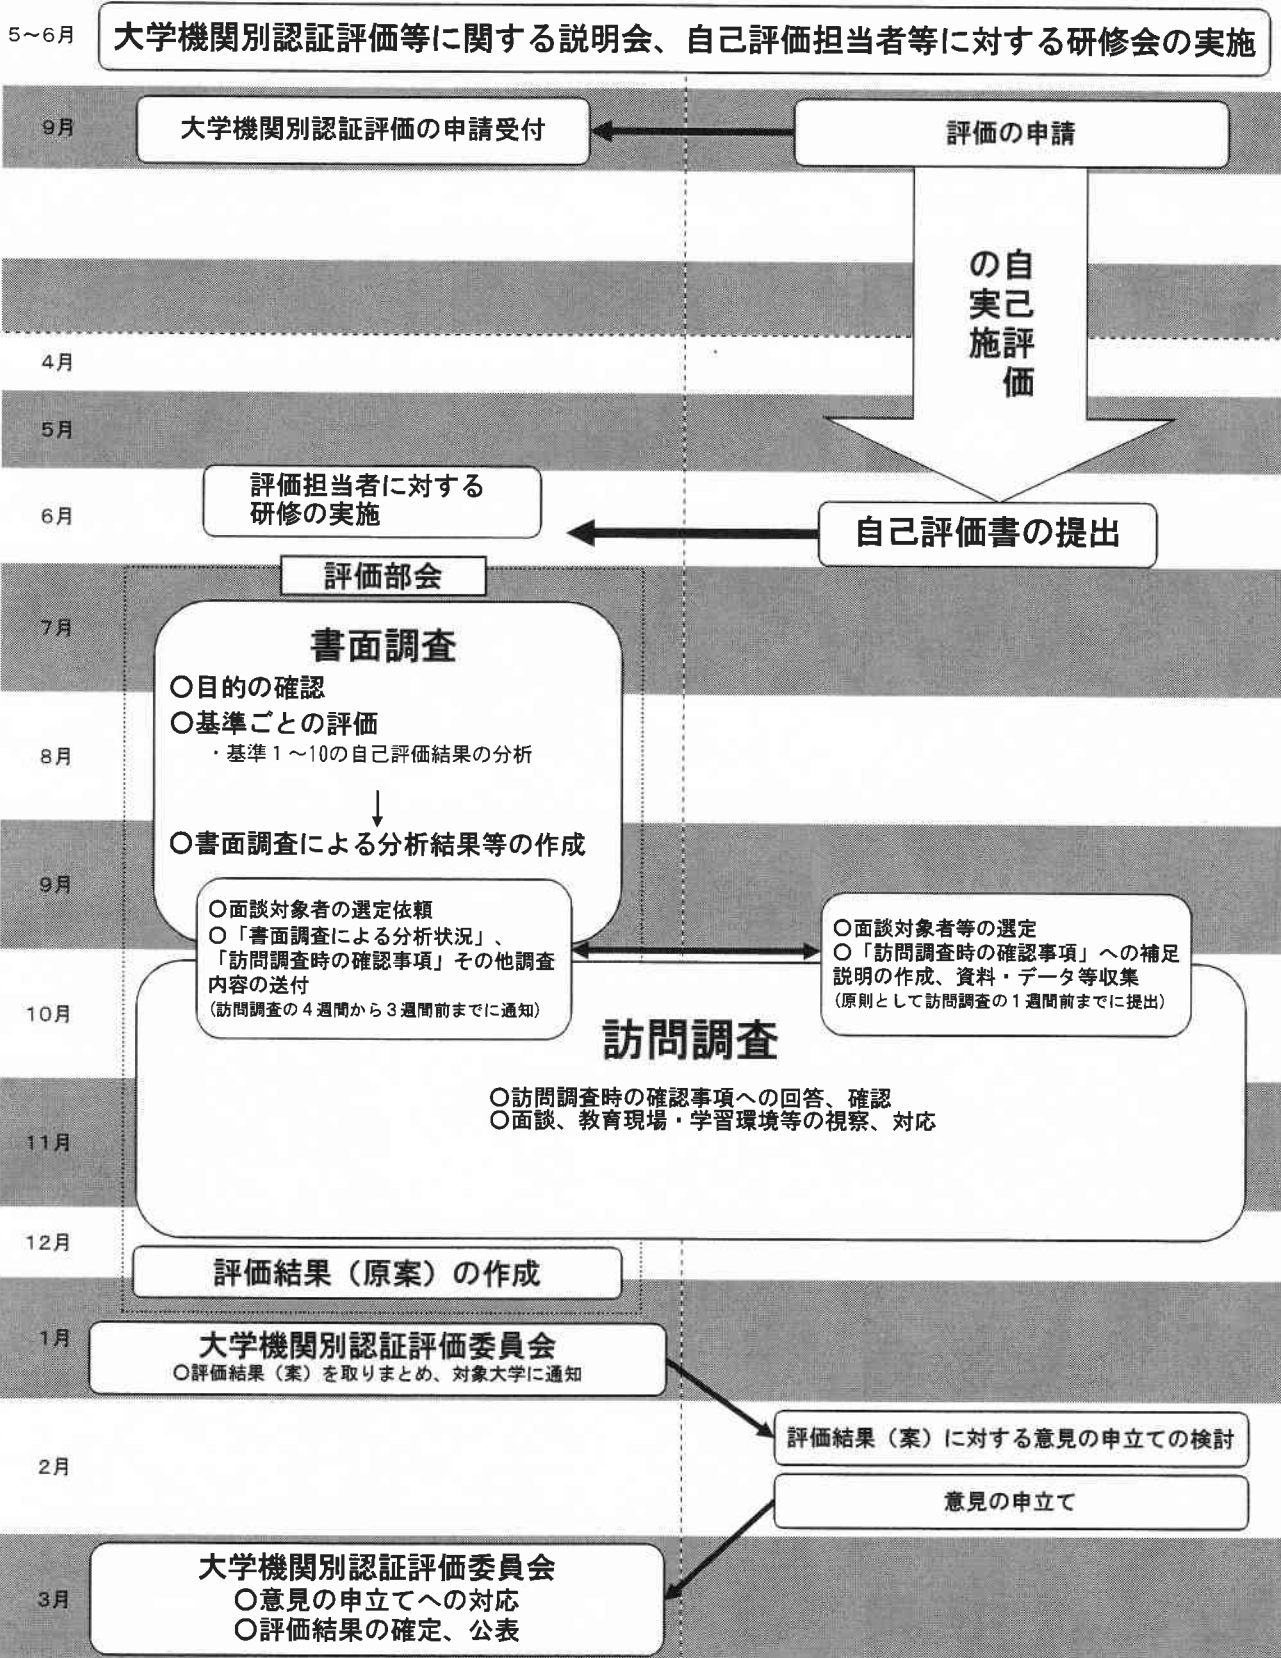 5～6月
大学機関別認証評価等に関する説明会、自己評価担当者等に対する研修会の実施
9月
大学機関別認証評価の申請受付
評価の申請
自己評価
の実施
4月
5月
評価担当者に対する
研修の実施
6月
自己評価書の提出
評価部会
7月
書面調査
○目的の確認
○基準ごとの評価
・基準1～10の自己評価結果の分析
8月
↓
○書面調査による分析結果等の作成
9月
○面談対象者の選定依頼
○「書面調査による分析状況」、
「訪問調査時の確認事項」その他調査
内容の送付
(訪問調査の4週間から3週間前までに通知)
○面談対象者等の選定
○「訪問調査時の確認事項」への補足
説明の作成、資料・データ等収集
(原則として訪問調査の1週間前までに提出)
10月
訪問調査
○訪問調査時の確認事項への回答、確認
○面談、教育現場・学習環境等の視察、対応
11月
12月
評価結果（原案）の作成
1月
大学機関別認証評価委員会
○評価結果（案）を取りまとめ、対象大学に通知
評価結果（案）に対する意見の申立ての検討
2月
意見の申立て
3月
大学機関別認証評価委員会
○意見の申立てへの対応
○評価結果の確定、公表